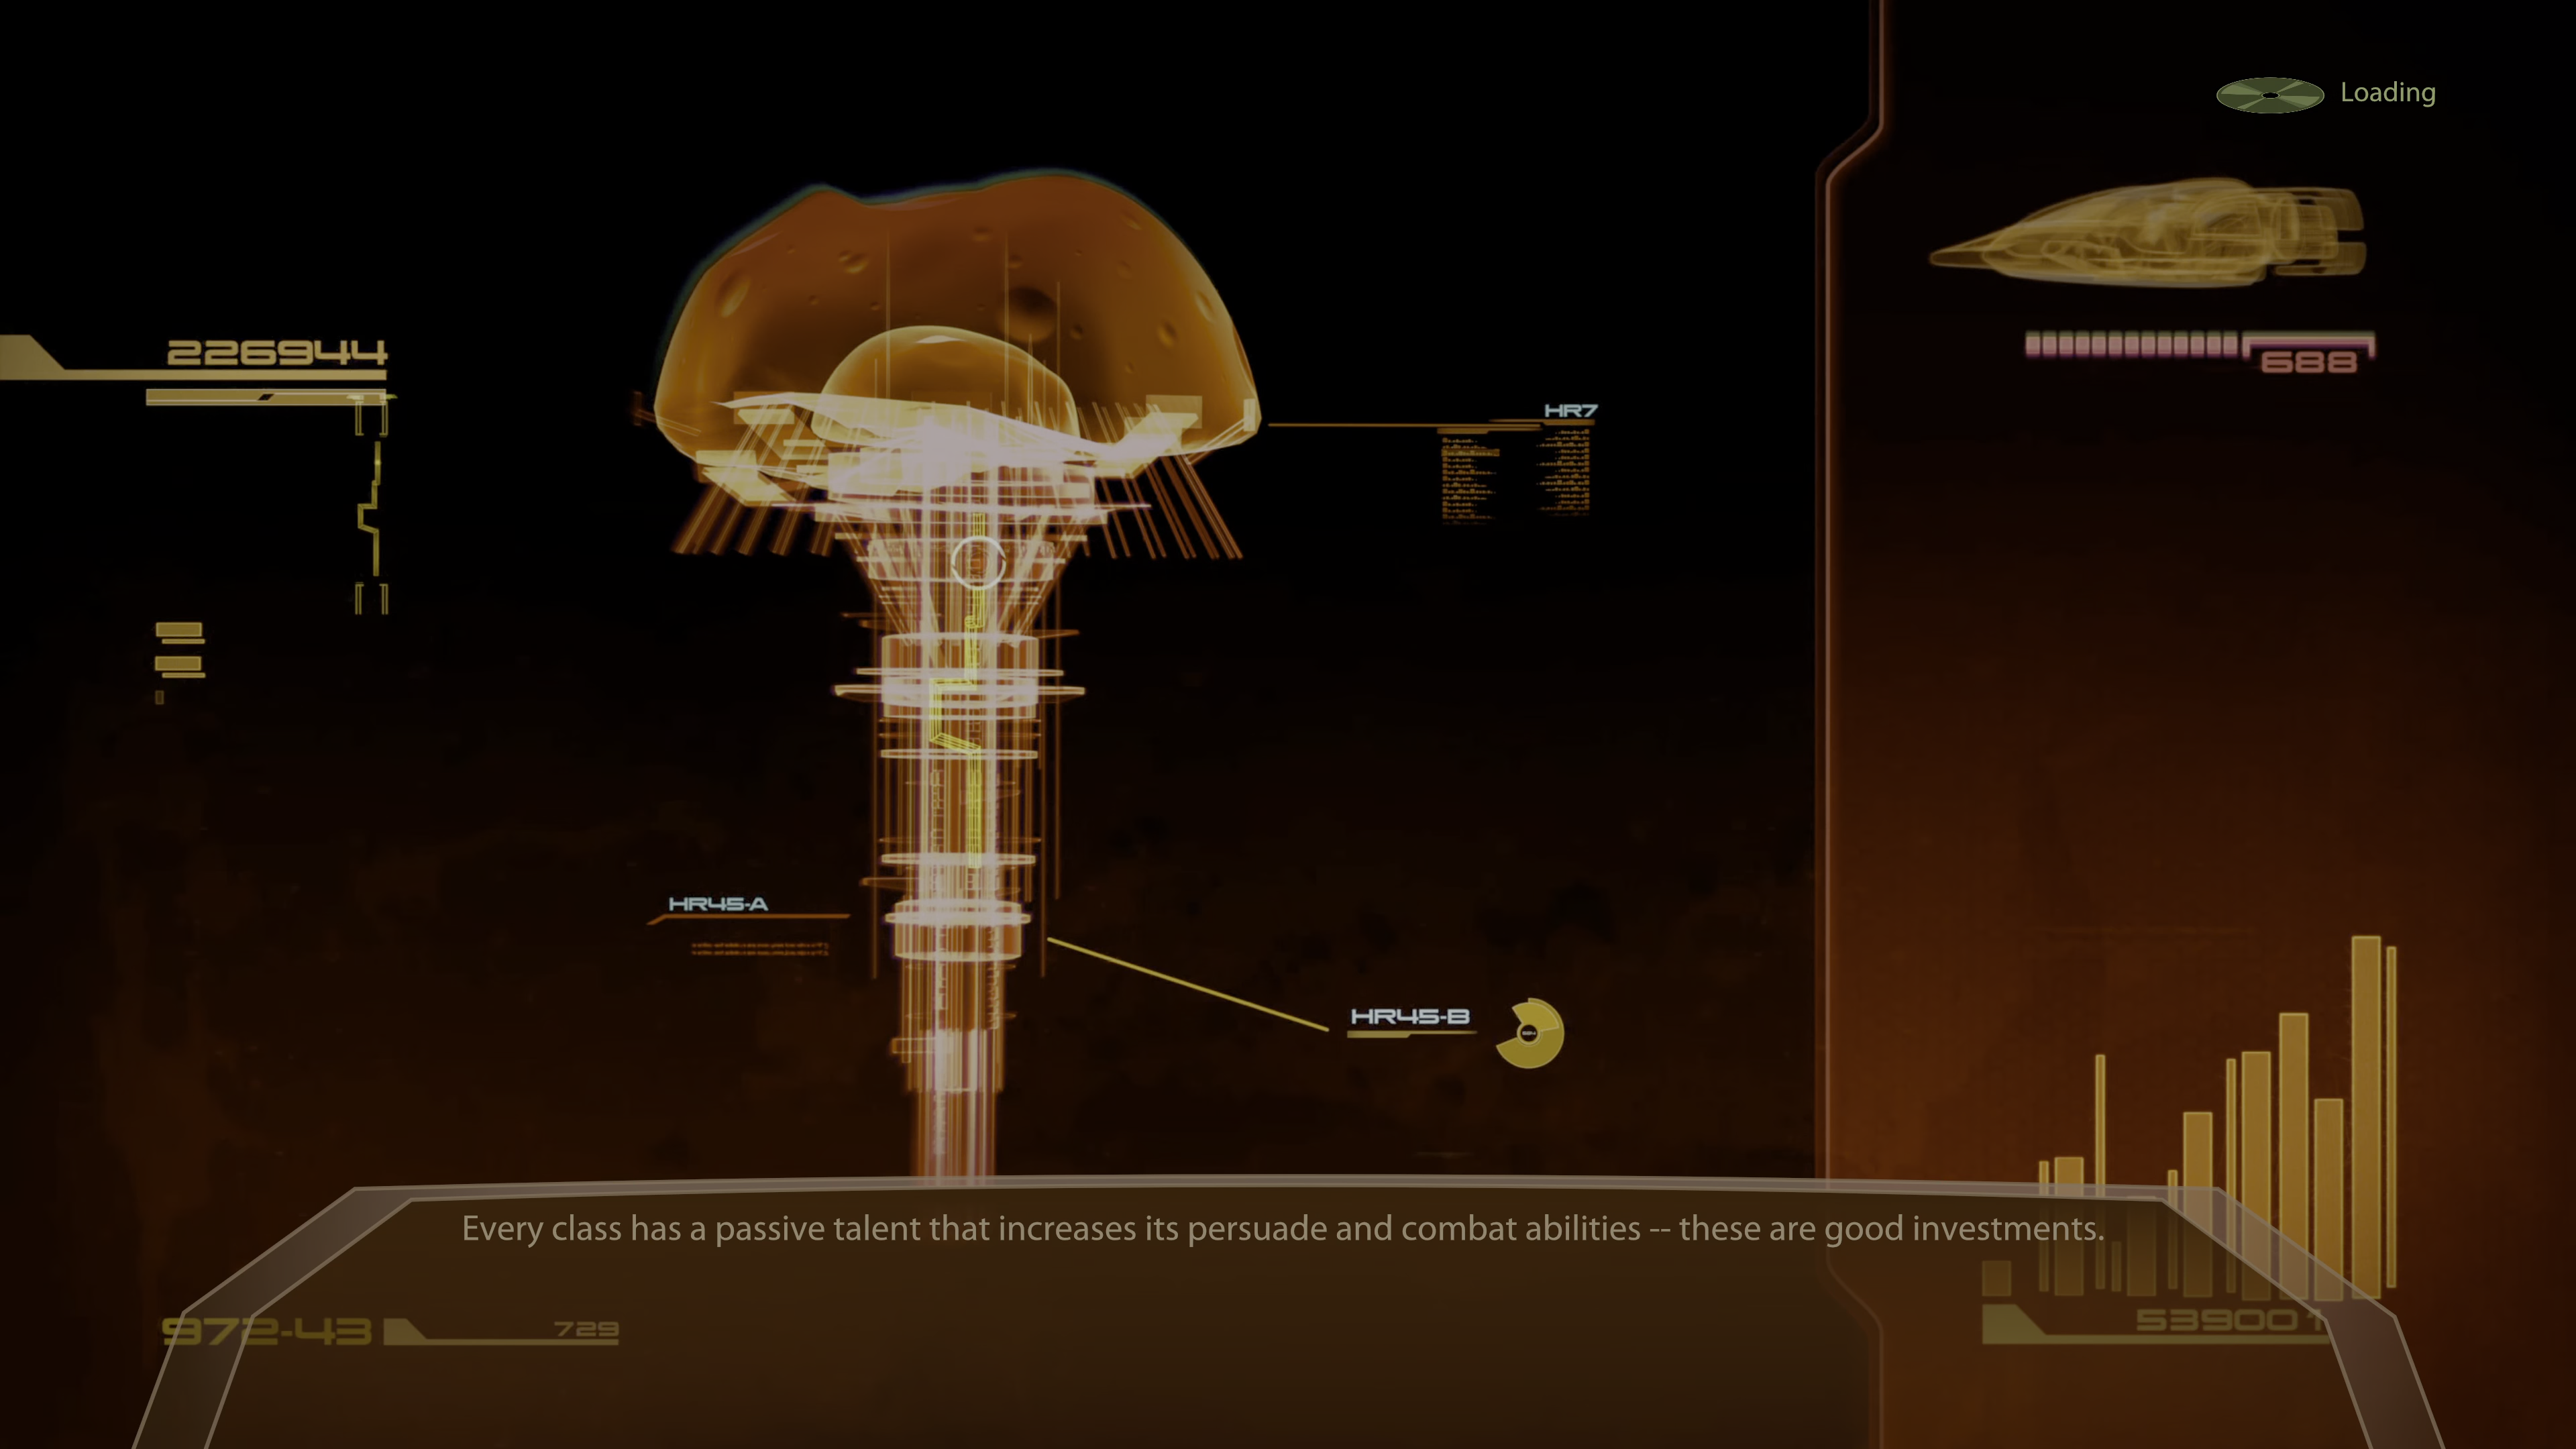 Loading
226944
688
HR7
HR45-A
HR45-B
Every class has a passive talent that increases its persuade and combat abilities -- these are good investments.
972-43
729
539001